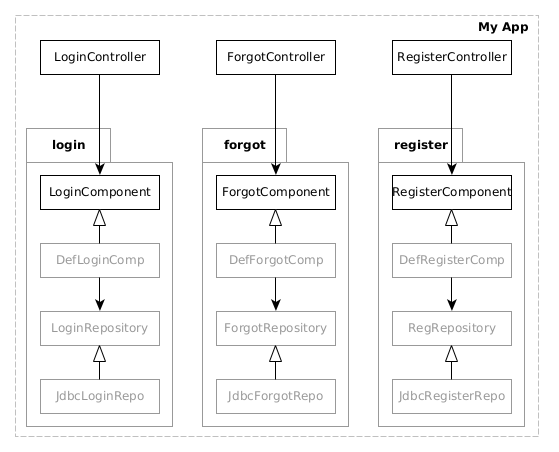 My App
LoginController
ForgotController
RegisterController
login
forgot
register
LoginComponent
ForgotComponent
RegisterComponent
DefLoginComp
DefForgotComp
DefRegisterComp
LoginRepository
ForgotRepository
RegRepository
JdbcLoginRepo
JdbcForgotRepo
JdbcRegisterRepo